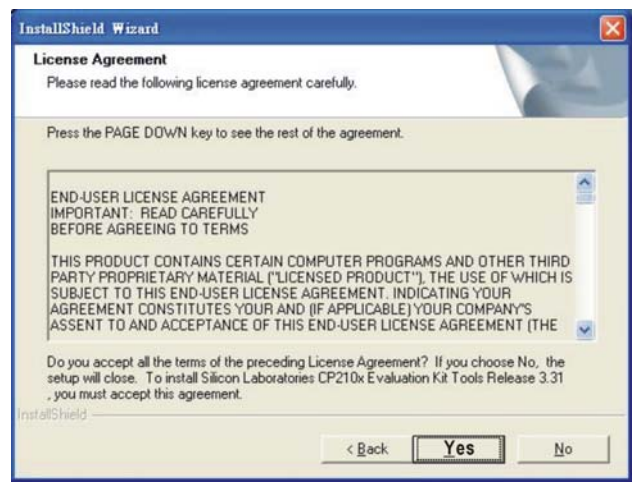 InstallShield Wizard
License Agreement
Please read the following license agreement carefully.
Press the PAGE DOWN key to see the rest of the agreement.
END-USER LICENSE AGREEMENT
IMPORTANT: READ CAREFULLY
BEFORE AGREEING TO TERMS
THIS PRODUCT CONTAINS CERTAIN COMPUTER PROGRAMS AND OTHER THIRD
PARTY PROPRIETARY MATERIAL ("LICENSED PRODUCT"), THE USE OF WHICH IS
SUBJECT TO THIS END-USER LICENSE AGREEMENT. INDICATING YOUR
AGREEMENT CONSTITUTES YOUR AND (IF APPLICABLE) YOUR COMPANY'S
ASSENT TO AND ACCEPTANCE OF THIS END-USER LICENSE AGREEMENT (THE
Do you accept all the terms of the preceding License Agreement? If you choose No, the
setup will close. To install Silicon Laboratories CP210x Evaluation Kit Tools Release 3.31
, you must accept this agreement.
InstallShield
< Back Yes No